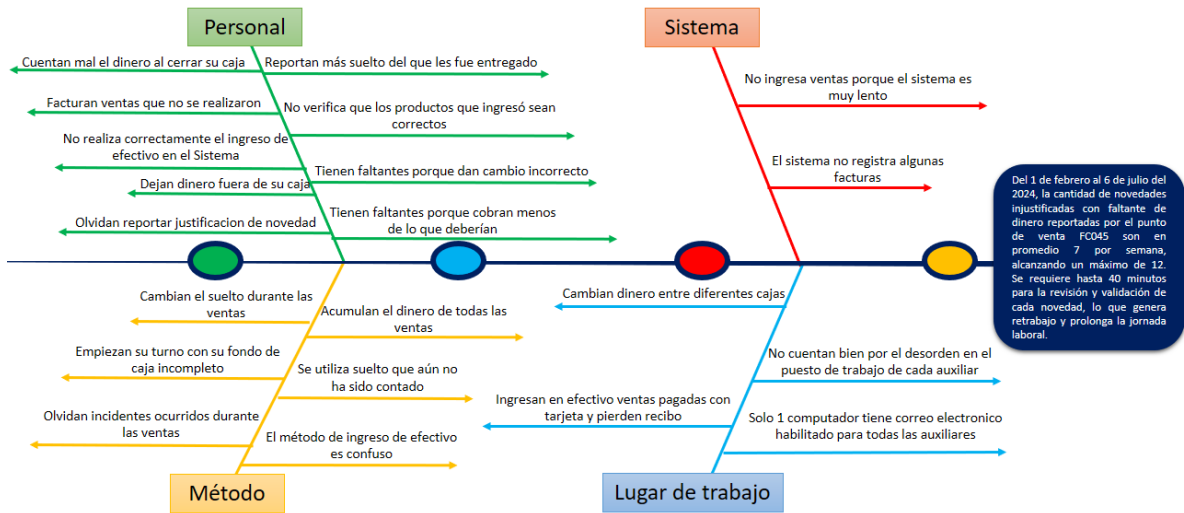 Personal
Cuentan mal el dinero al cerrar su caja
Reportan más suelto del que les fue entregado
Facturan ventas que no se realizaron
No verifica que los productos que ingresó sean
correctos
No realiza correctamente el ingreso de
efectivo en el Sistema
Tienen faltantes porque dan cambio incorrecto
Dejan dinero fuera de su caja
Olvidan reportar justificacion de novedad
Tienen faltantes porque cobran menos
de lo que deberían
Sistema
No ingresa ventas porque el sistema es
muy lento
El sistema no registra algunas
facturas
Del 1 de febrero al 6 de julio del
2024, la cantidad de novedades
injustificadas con faltante de
dinero reportadas por el punto
de venta FC045 son en
promedio 7 por semana,
alcanzando un máximo de 12.
Se requiere hasta 40 minutos
para la revisión y validación de
cada novedad, lo que genera
retrabajo y prolonga la jornada
laboral.
Cambian el suelto durante las
ventas
Acumulan el dinero de todas las
ventas
Empiezan su turno con su fondo de
caja incompleto
Se utiliza suelto que aún no
ha sido contado
Olvidan incidentes ocurridos durante
las ventas
El método de ingreso de efectivo
es confuso
Método
Cambian dinero entre diferentes cajas
No cuentan bien por el desorden en el
puesto de trabajo de cada auxiliar
Ingresan en efectivo ventas pagadas con
tarjeta y pierden recibo
Solo 1 computador tiene correo electronico
habilitado para todas las auxiliares
Lugar de trabajo